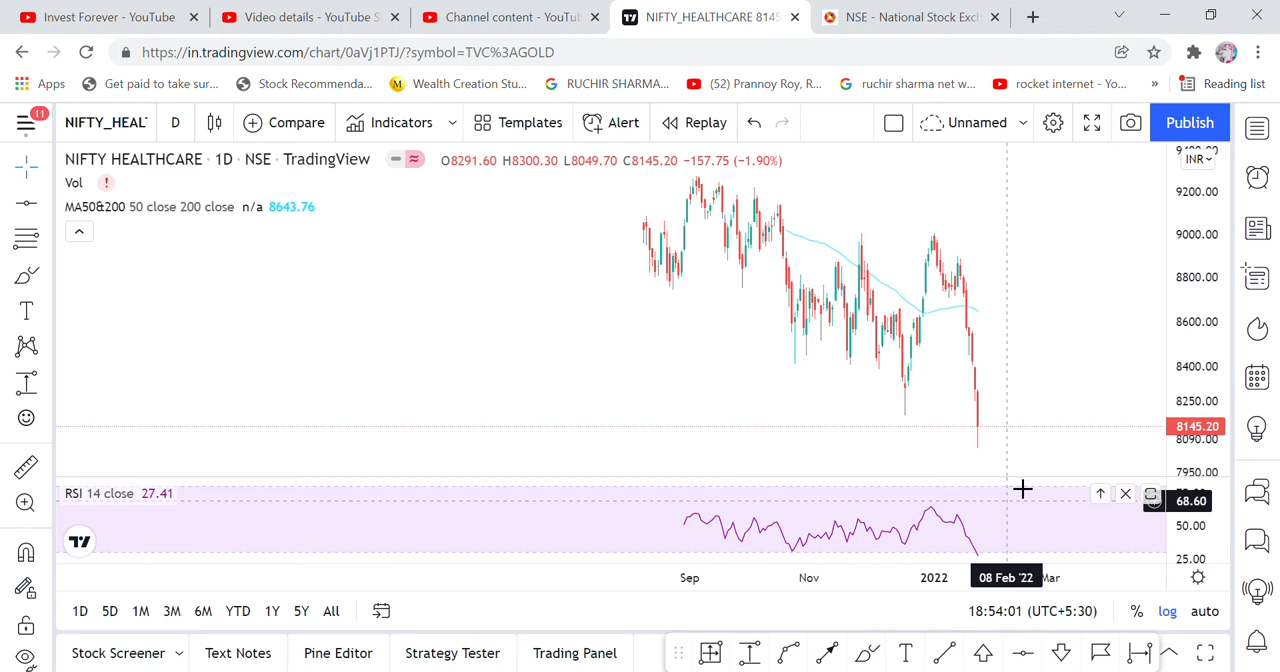 Invest Forever - YouTube
Video details - YouTube S
Channel content - YouTu
NIFTY_HEALTHCARE 8145
NSE - National Stock Exch
https://in.tradingview.com/chart/0aVj1PTJ/?symbol=TVC%3AGOLD
Apps
Get paid to take sur...
Stock Recommenda...
Wealth Creation Stu...
RUCHIR SHARMA...
(52) Prannoy Roy, R...
ruchir sharma net w...
rocket internet - Yo...
»
Reading list
11
NIFTY_HEAL
D
Compare
Indicators
Templates
Alert
Replay
Unnamed
Publish
NIFTY HEALTHCARE · 1D · NSE · TradingView
O8291.60 H8300.30 L8049.70 C8145.20 −157.75 (−1.90%)
INR
Vol
MA50&200 50 close 200 close n/a 8643.76
9200.00
9000.00
8800.00
8600.00
8400.00
8250.00
8145.20
8090.00
7950.00
RSI 14 close 27.41
68.60
50.00
25.00
Sep
Nov
2022
08 Feb '22
Mar
1D
5D
1M
3M
6M
YTD
1Y
5Y
All
18:54:01 (UTC+5:30)
%
log
auto
Stock Screener
Text Notes
Pine Editor
Strategy Tester
Trading Panel